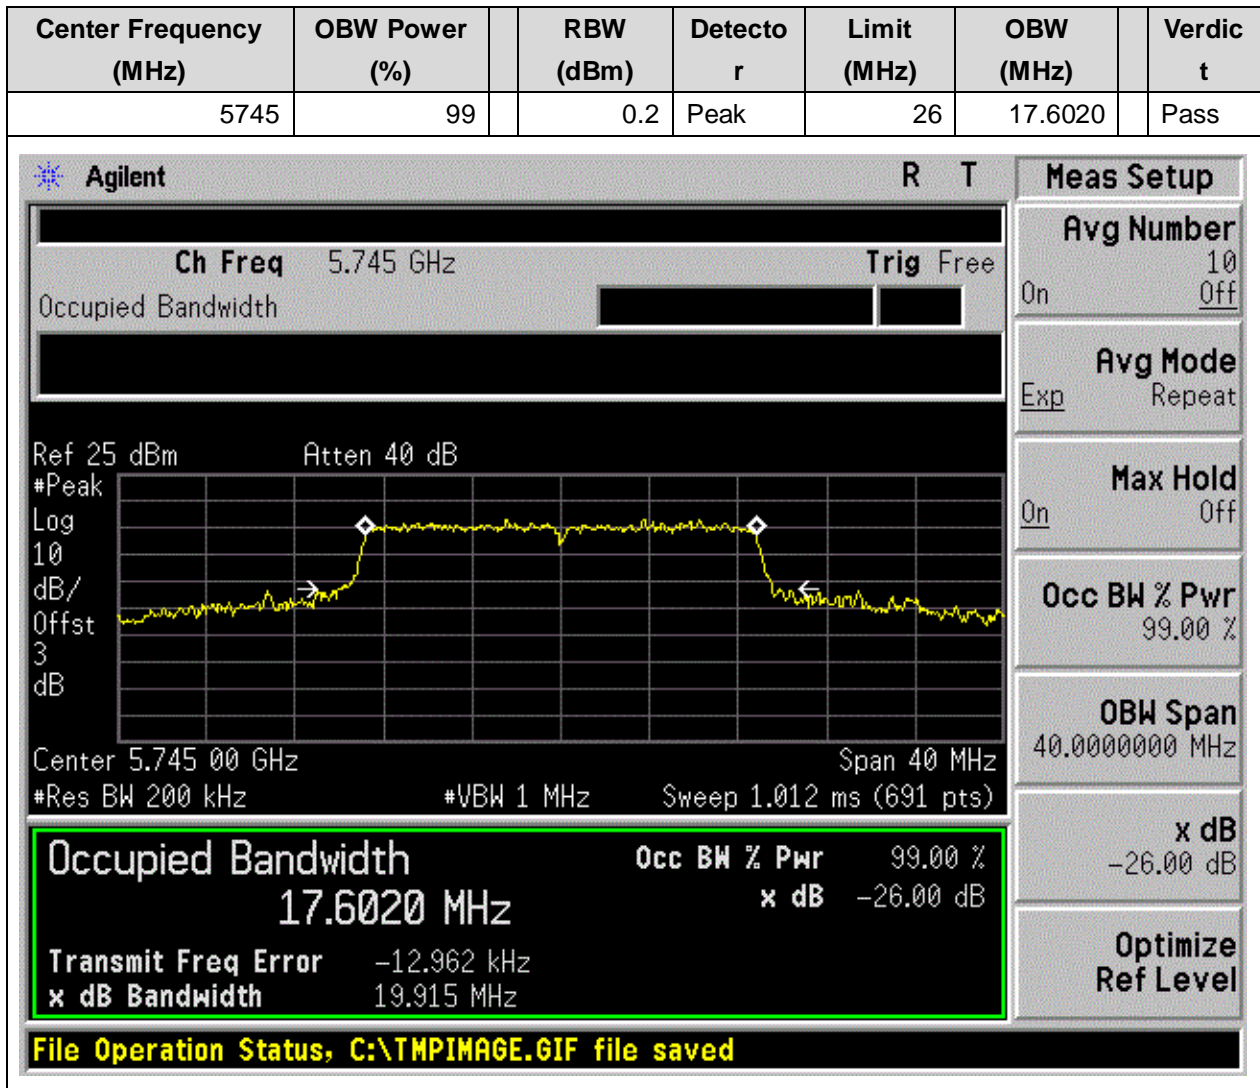 Center Frequency (MHz) OBW Power (%) RBW (dBm) Detecto r Limit (MHz) OBW (MHz) Verdic t
5745 99 0.2 Peak 26 17.6020 Pass
Agilent R T
Ch Freq 5.745 GHz Trig Free
Occupied Bandwidth
Ref 25 dBm Atten 40 dB
#Peak
Log
10
dB/
Offst
3
dB
Center 5.745 00 GHz Span 40 MHz
#Res BW 200 kHz #VBW 1 MHz Sweep 1.012 ms (691 pts)
Occupied Bandwidth Occ BW % Pwr 99.00 %
17.6020 MHz x dB -26.00 dB
Transmit Freq Error -12.962 kHz
x dB Bandwidth 19.915 MHz
File Operation Status, C:\TMPIMAGE.GIF file saved
Meas Setup
Avg Number
10
On Off
Avg Mode
Exp Repeat
Max Hold
On Off
Occ BW % Pwr
99.00 %
OBW Span
40.0000000 MHz
x dB
-26.00 dB
Optimize
Ref Level